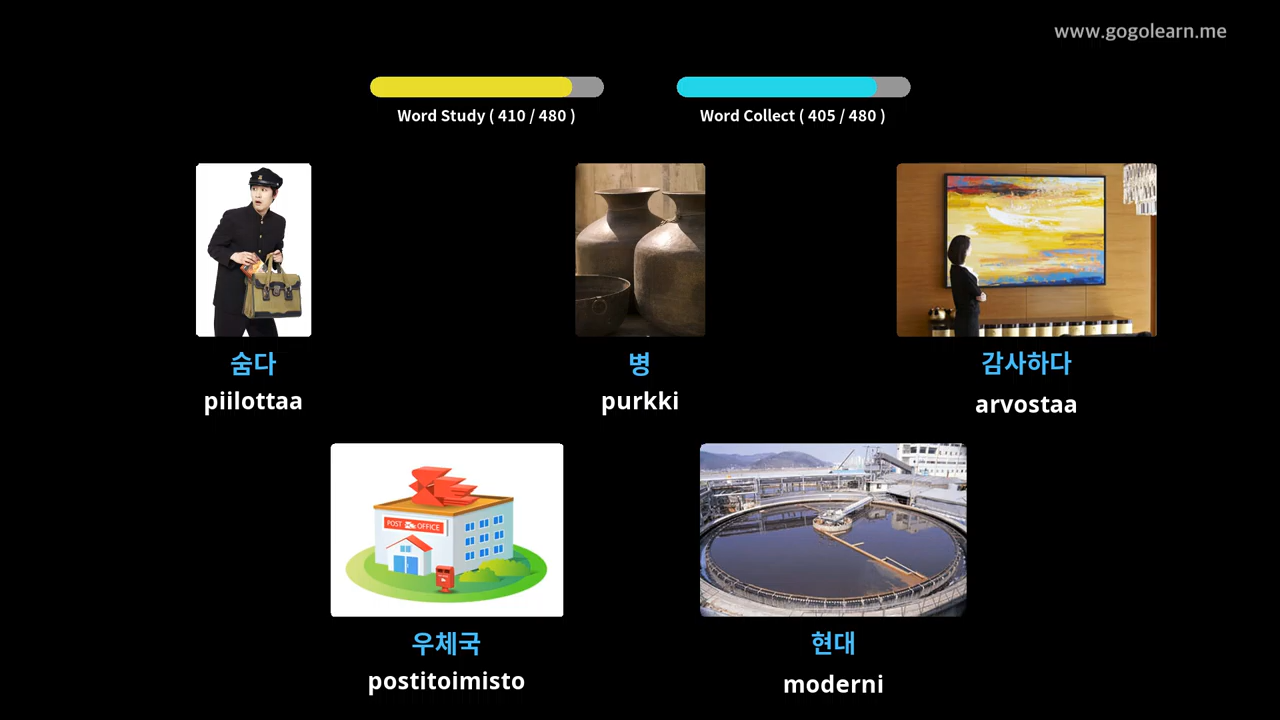 www.gogolearn.me
Word Study ( 410 / 480 )
Word Collect ( 405 / 480 )
숨다
piilottaa
병
purkki
감사하다
arvostaa
POST OFFICE
우체국
postitoimisto
현대
moderni